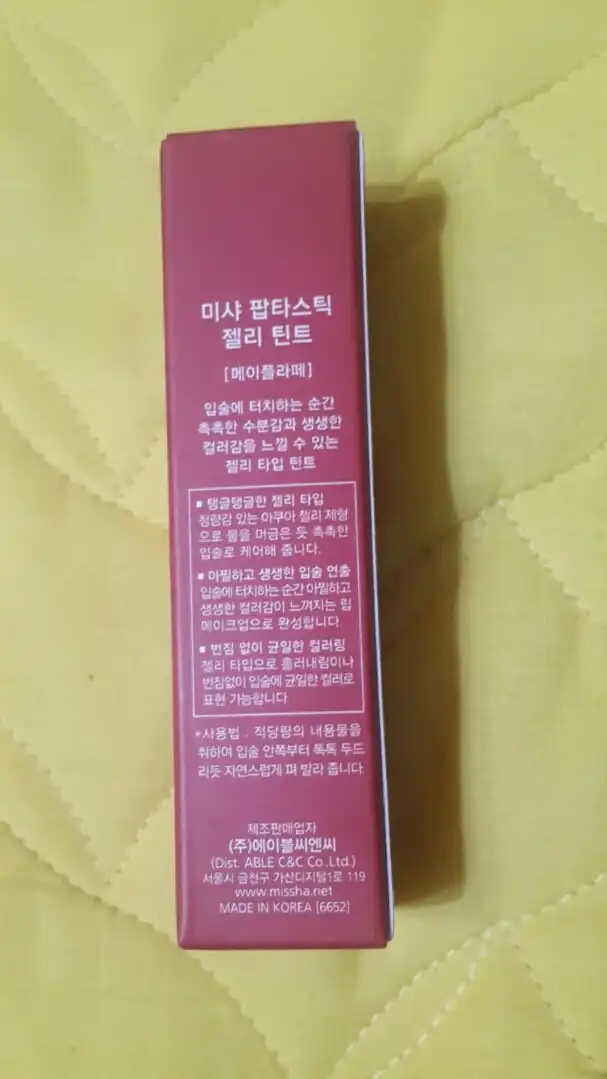 미샤 팝타스틱
젤리 틴트
[메이플라떼]
입술에 터치하는 순간
촉촉한 수분감과 생생한
컬러감을 느낄 수 있는
젤리 타입 틴트
▪ 탱글탱글한 젤리 타입
청량감 있는 아쿠아 젤리 제형
으로 물을 머금은 듯 촉촉한
입술로 케어해 줍니다.
▪ 아찔하고 생생한 입술 연출
입술에 터치하는 순간 아찔하고
생생한 컬러감이 느껴지는 립
메이크업으로 완성합니다.
▪ 번짐 없이 균일한 컬러링
젤리 타입으로 흘러내림이나
번짐없이 입술에 균일한 컬러로
표현 가능합니다.
*사용법 : 적당량의 내용물을
취하여 입술 안쪽부터 톡톡 두드
리듯 자연스럽게 펴 발라 줍니다.
제조판매업자
(주)에이블씨엔씨
(Dist. ABLE C&C Co.,Ltd.)
서울시 금천구 가산디지털1로 119
www.missha.net
MADE IN KOREA [6652]